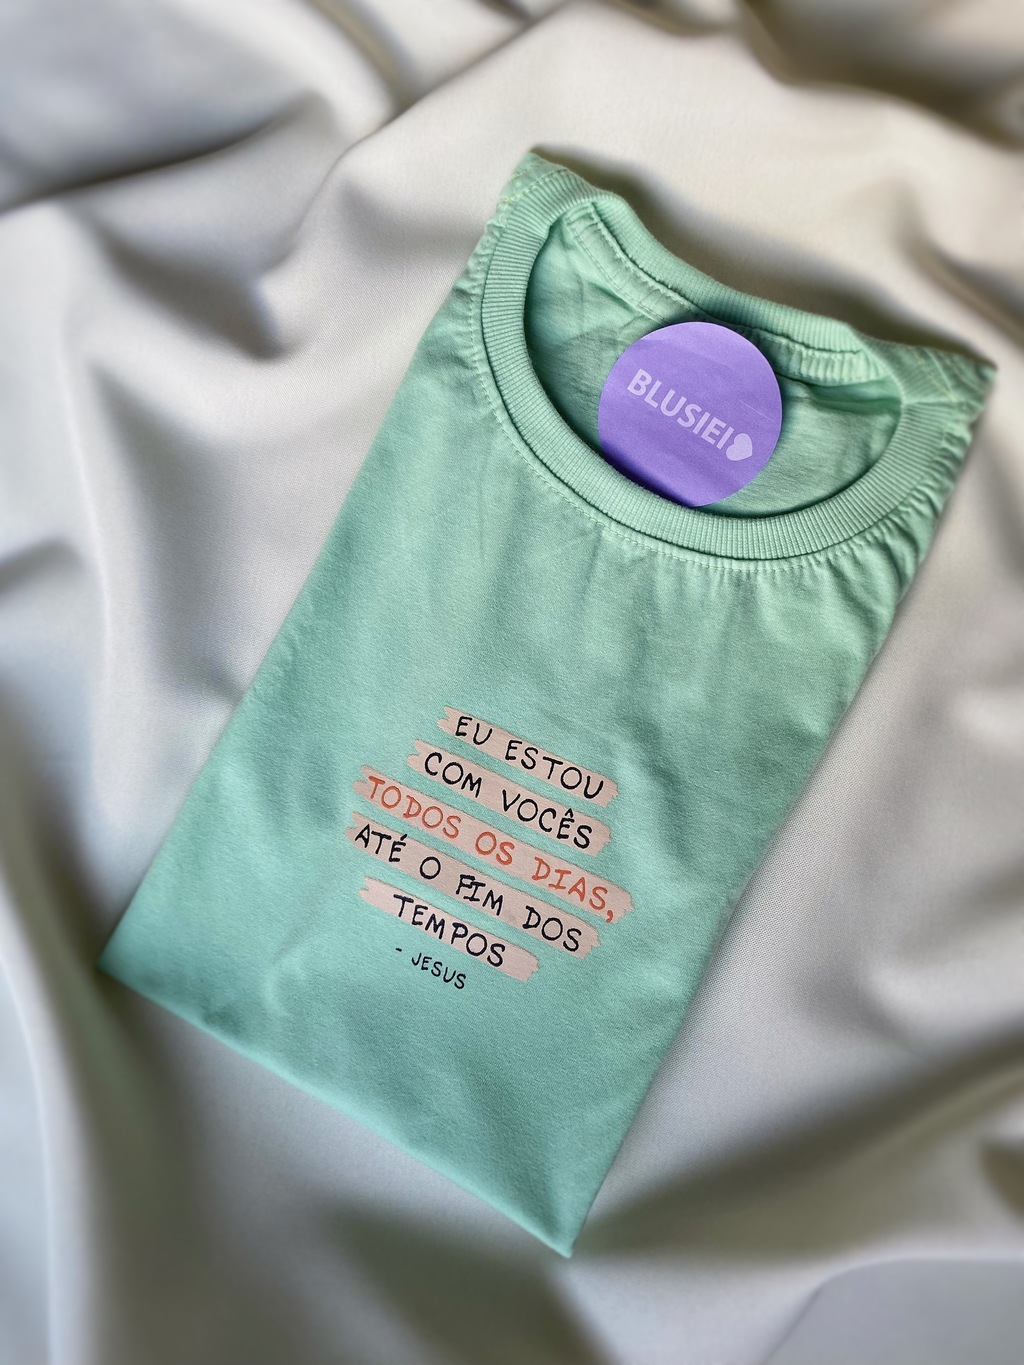 BLUSIEI
EU ESTOU
COM VOCÊS
TODOS OS DIAS,
ATÉ O FIM DOS
TEMPOS
- JESUS